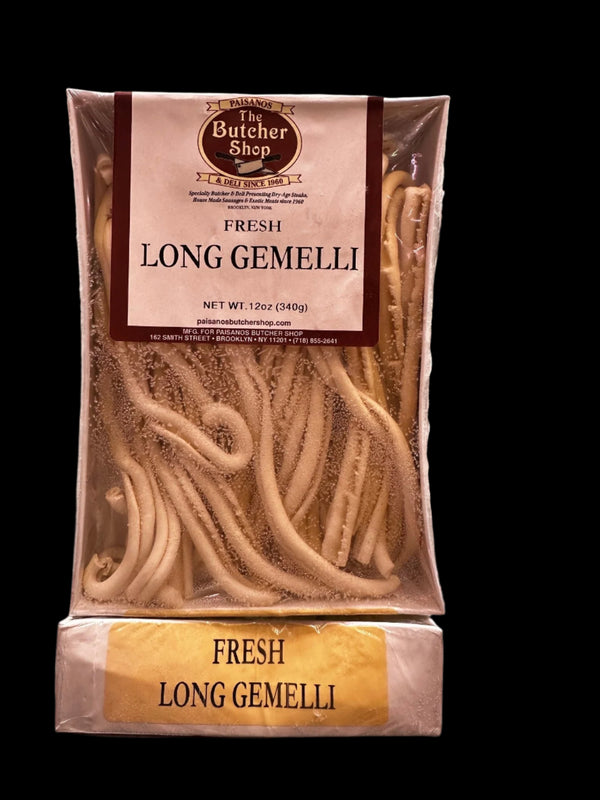 PAISANOS
The
Butcher
Shop
& DELI SINCE 1960
Specialty Butcher & Deli Presenting Dry-Age Steaks,
House Made Sausages & Exotic Meats since 1960
BROOKLYN, NEW YORK
FRESH
LONG GEMELLI
NET WT. 12oz (340g)
paisanosbutchershop.com
MFG. FOR PAISANOS BUTCHER SHOP
162 SMITH STREET • BROOKLYN • NY 11201 • (718) 855-2641
FRESH
LONG GEMELLI